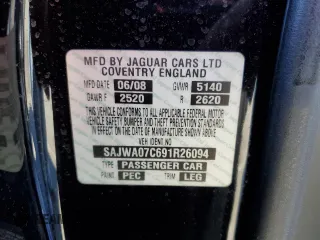 MFD BY JAGUAR CARS LTD
COVENTRY ENGLAND
MFD DATE 06/08 GVWR 5140
GAWR F 2520 R 2620
THIS VEHICLE CONFORMS TO ALL APPLICABLE FEDERAL MOTOR
VEHICLE SAFETY BUMPER AND THEFT PREVENTION STANDARDS
IN EFFECT ON THE DATE OF MANUFACTURE SHOWN
ABOVE
VEH IDENT NO
SAJWA07C691R26094
TYPE PASSENGER CAR
PAINT PEC TRIM LEG